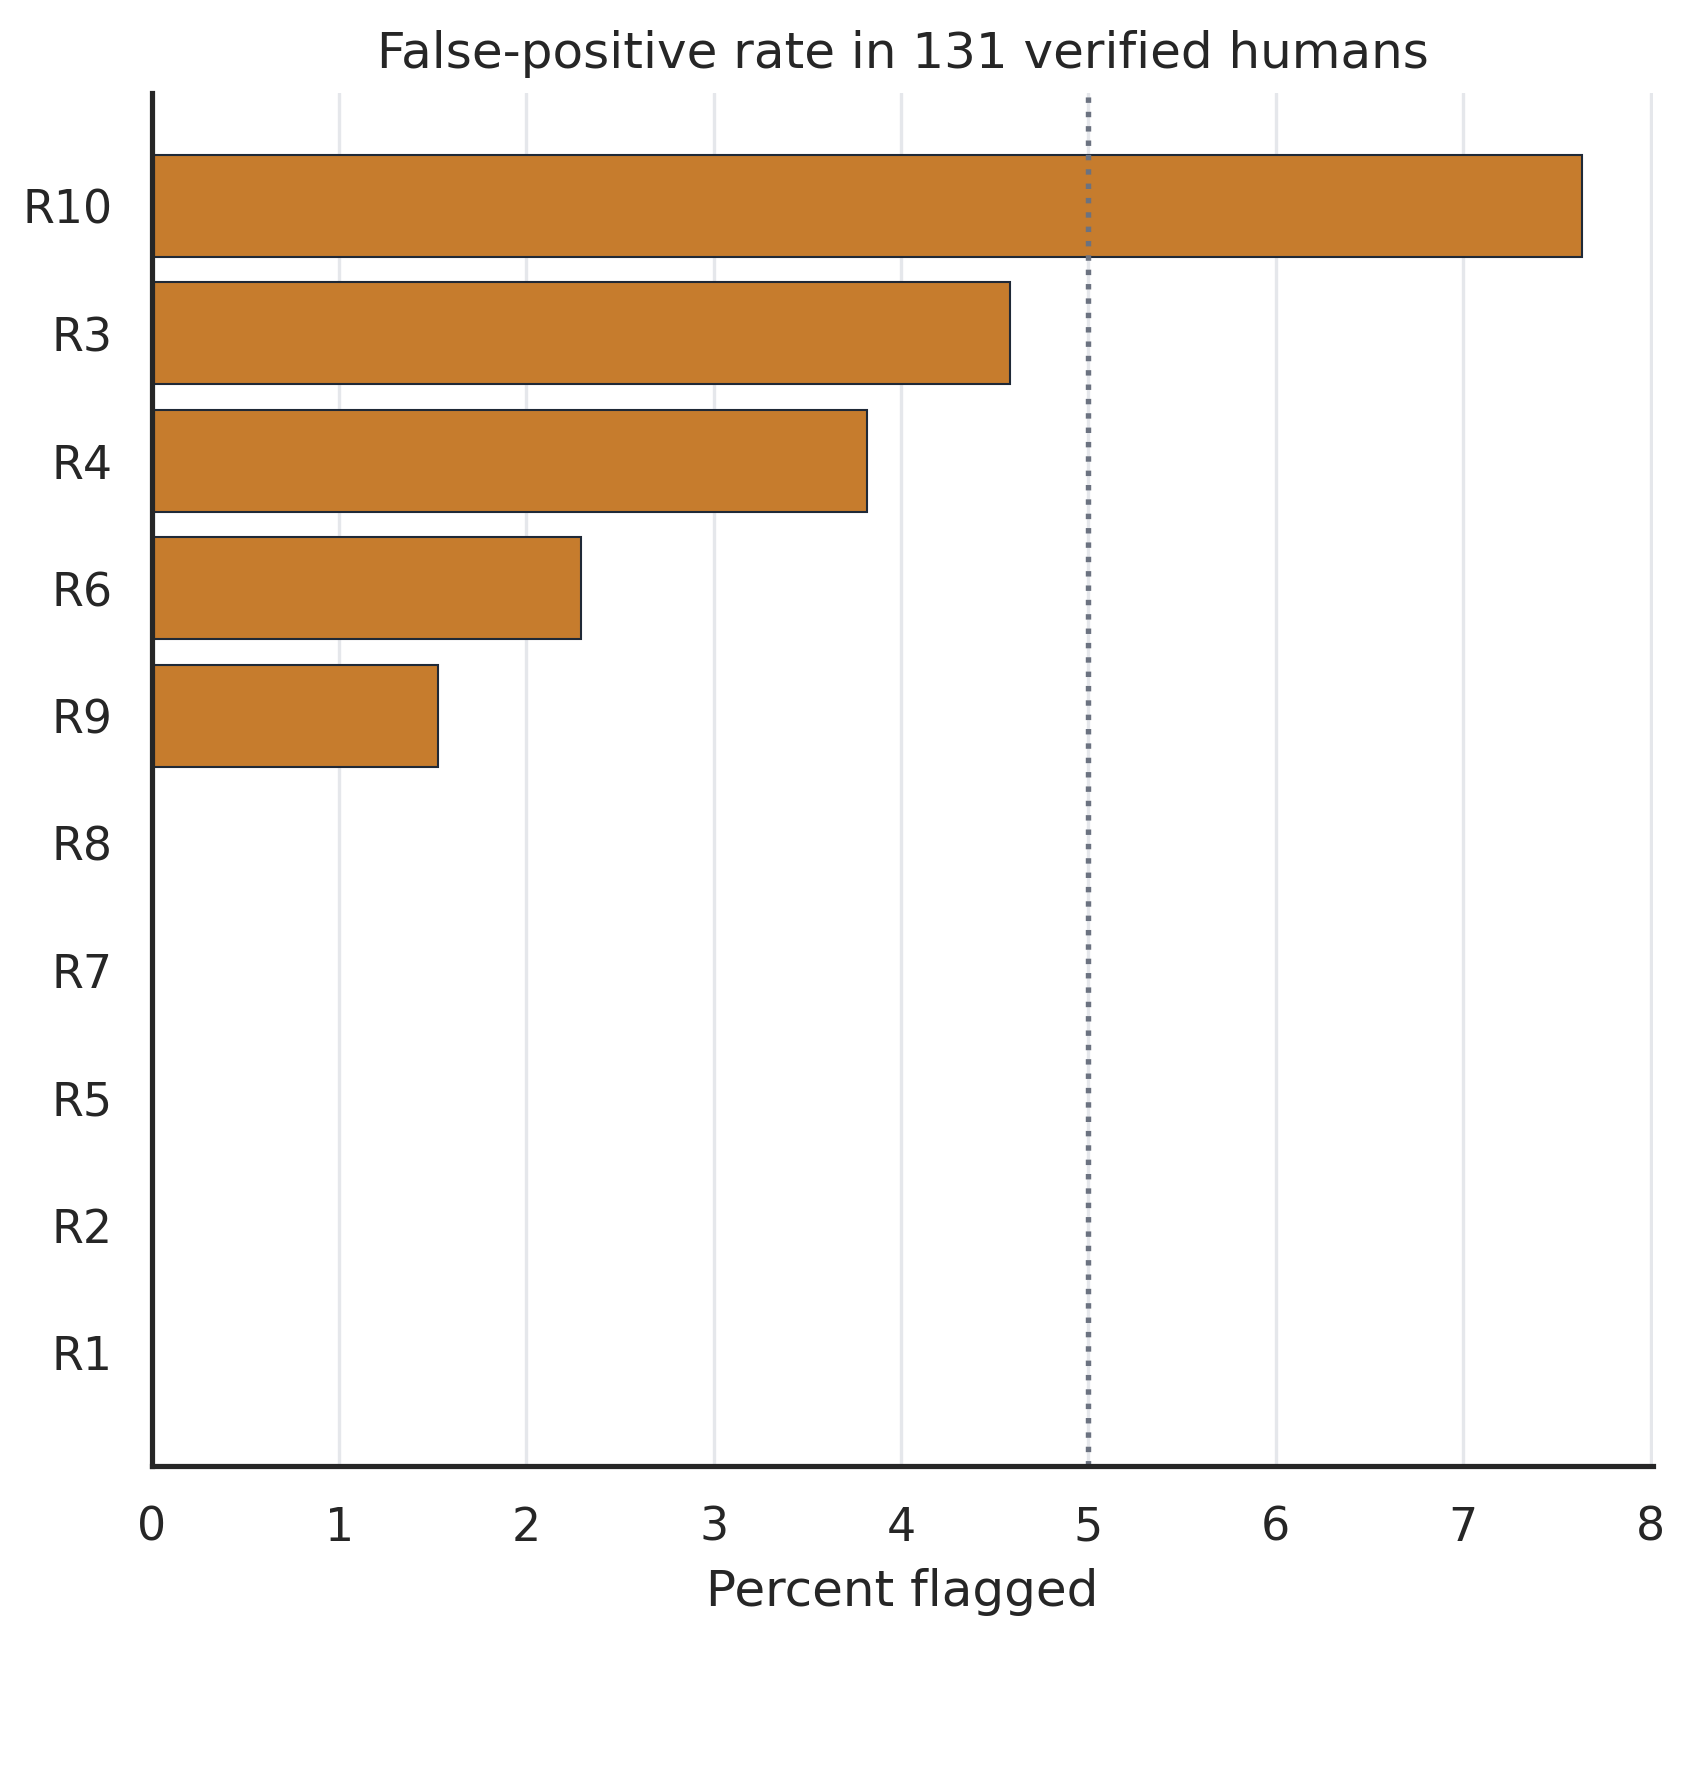 False-positive rate in 131 verified humans
R10
R3
R4
R6
R9
R8
R7
R5
R2
R1
0 1 2 3 4 5 6 7 8
Percent flagged